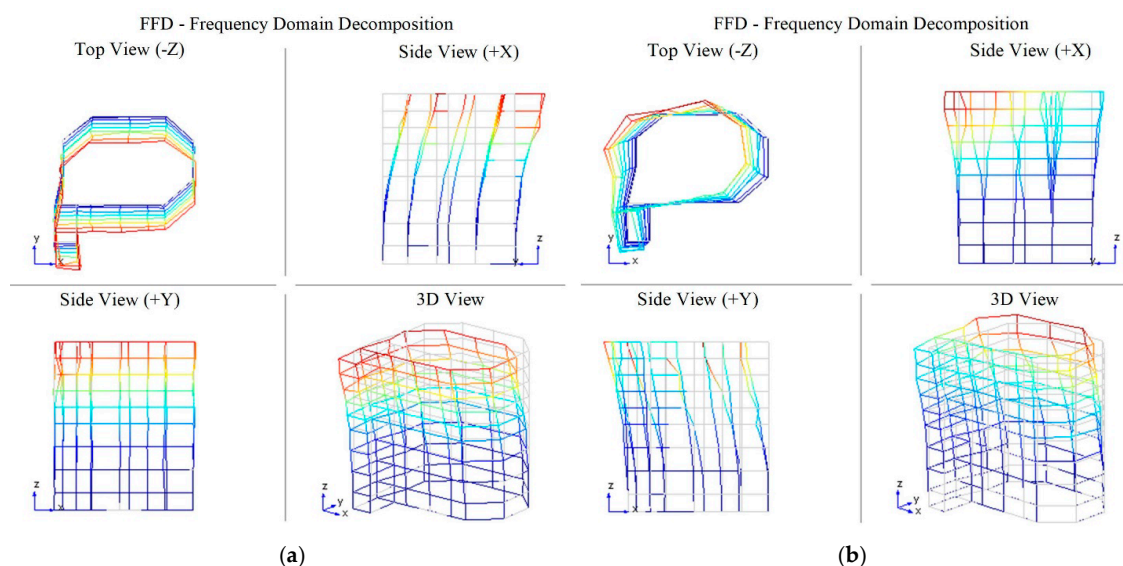 FFD - Frequency Domain Decomposition
Top View (-Z)
Side View (+X)
y
x
z
y
Side View (+Y)
3D View
z
x
z
y
x
(a)
FFD - Frequency Domain Decomposition
Top View (-Z)
Side View (+X)
y
x
z
y
Side View (+Y)
3D View
z
x
z
y
x
(b)